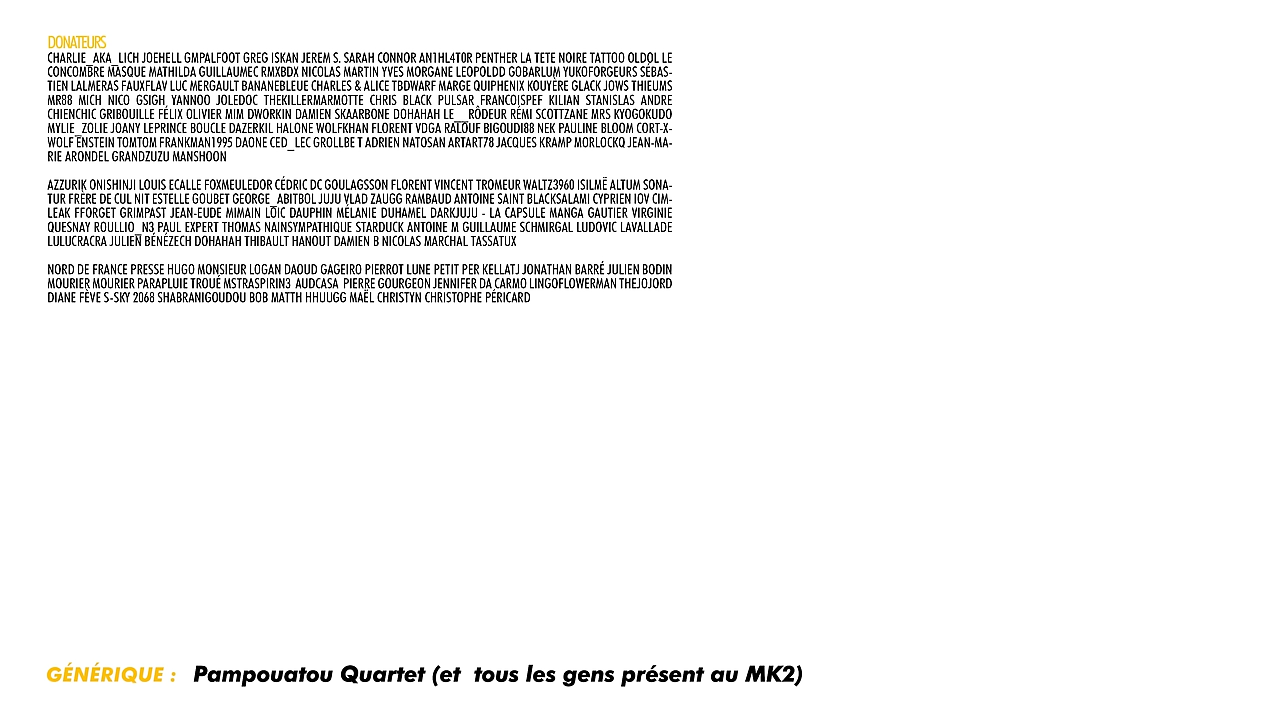 DONATEURS
CHARLIE_AKA_LICH JOEHELL GMPALFOOT GREG ISKAN JEREM S. SARAH CONNOR AN1HL4T0R PENTHER LA TETE NOIRE TATTOO OLDOL LE
CONCOMBRE MASQUE MATHILDA GUILLAUMEC RMXBDX NICOLAS MARTIN YVES MORGANE LEOPOLDD GOBARLUM YUKOFORGEURS SÉBAS-
TIEN LALMERAS FAUXFLAV LUC MERGAULT BANANEBLEUE CHARLES & ALICE TBDWARF MARGE QUIPHENIX KOUYÈRE GLACK JOWS THIEUMS
MR88 MICH NICO GSIGH YANNOO JOLEDOC THEKILLERMARMOTTE CHRIS BLACK PULSAR FRANCOISPEF KILIAN STANISLAS ANDRE
CHIENCHIC GRIBOUILLE FÉLIX OLIVIER MIM DWORKIN DAMIEN SKAARBONE DOHAHAH LE__RÔDEUR RÉMI SCOTTZANE MRS KYOGOKUDO
MYLIE_ZOLIE JOANY LEPRINCE BOUCLE DAZERKIL HALONE WOLFKHAN FLORENT VDGA RALOUF BIGOUDI88 NEK PAULINE BLOOM CORT-X-
WOLF ENSTEIN TOMTOM FRANKMAN1995 DAONE CED_LEC GROLLBE T ADRIEN NATOSAN ARTART78 JACQUES KRAMP MORLOCKQ JEAN-MA-
RIE ARONDEL GRANDZUZU MANSHOON
AZZURIK ONISHINJI LOUIS ECALLE FOXMEULEDOR CÉDRIC DC GOULAGSSON FLORENT VINCENT TROMEUR WALTZ3960 ISILMË ALTUM SONA-
TUR FRÈRE DE CUL NIT ESTELLE GOUBET GEORGE_ABITBOL JUJU VLAD ZAUGG RAMBAUD ANTOINE SAINT BLACKSALAMI CYPRIEN IOV CIM-
LEAK FFORGET GRIMPAST JEAN-EUDE MIMAIN LOÏC DAUPHIN MÉLANIE DUHAMEL DARKJUJU - LA CAPSULE MANGA GAUTIER VIRGINIE
QUESNAY ROULLIO_N3 PAUL EXPERT THOMAS NAINSYMPATHIQUE STARDUCK ANTOINE M GUILLAUME SCHMIRGAL LUDOVIC LAVALLADE
LULUCRACRA JULIEN BÉNÉZECH DOHAHAH THIBAULT HANOUT DAMIEN B NICOLAS MARCHAL TASSATUX
NORD DE FRANCE PRESSE HUGO MONSIEUR LOGAN DAOUD GAGEIRO PIERROT LUNE PETIT PER KELLATJ JONATHAN BARRÉ JULIEN BODIN
MOURIER MOURIER PARAPLUIE TROUÉ MSTRASPIRIN3 AUDCASA PIERRE GOURGEON JENNIFER DA CARMO LINGOFLOWERMAN THEJOJORD
DIANE FÈVE S-SKY 2068 SHABRANIGOUDOU BOB MATTH HHUUGG MAËL CHRISTYN CHRISTOPHE PÉRICARD
GÉNÉRIQUE : Pampouatou Quartet (et tous les gens présent au MK2)